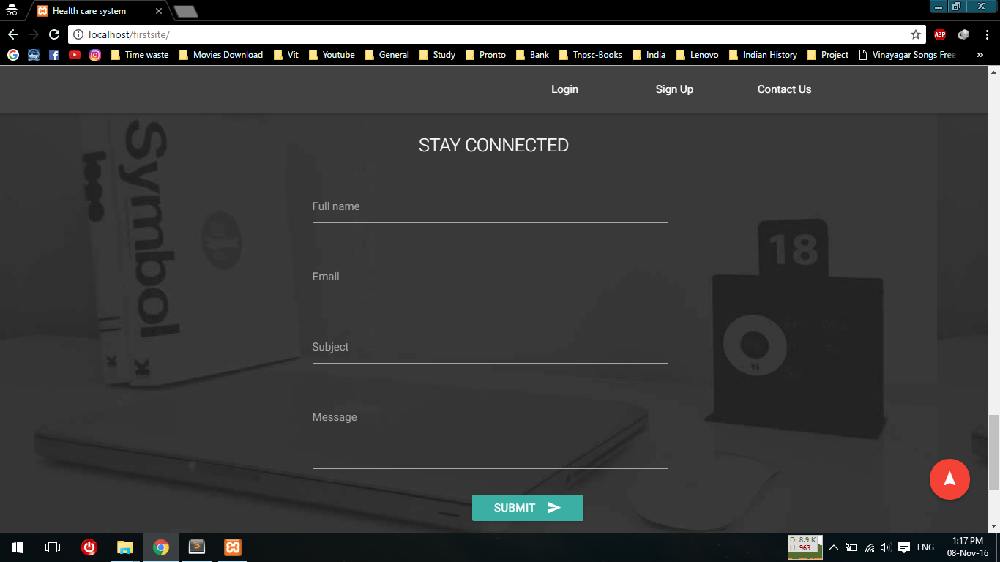 Health care system
localhost/firstsite/
ABP
Time waste
Movies Download
Vit
Youtube
General
Study
Pronto
Bank
Tnpsc-Books
India
Lenovo
Indian History
Project
Vinayagar Songs Free
Login
Sign Up
Contact Us
STAY CONNECTED
Symbol
18
Full name
Email
Subject
Message
SUBMIT
D: 8.9 K
U: 963
ENG
1:17 PM
08-Nov-16